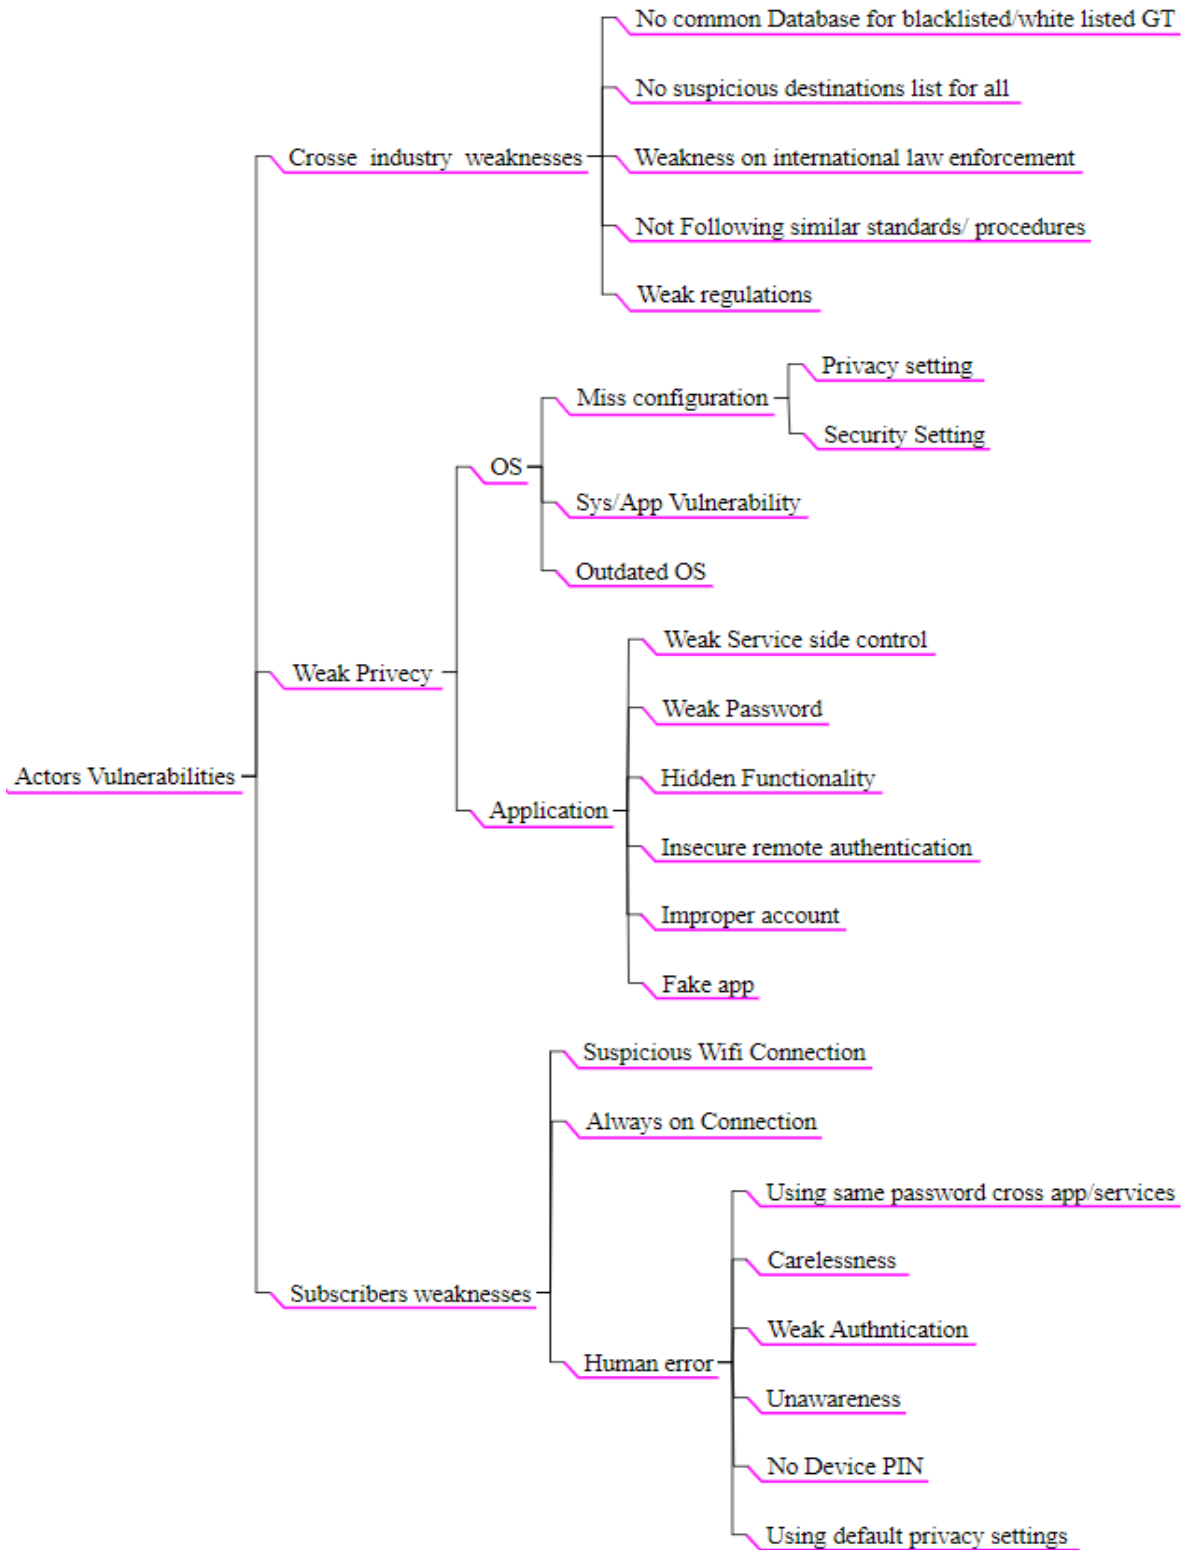 No common Database for blacklisted/white listed GT
No suspicious destinations list for all
Crosse industry weaknesses
Weakness on international law enforcement
Not Following similar standards/ procedures
Weak regulations
Privacy setting
Miss configuration
Security Setting
OS
Sys/App Vulnerability
Outdated OS
Weak Service side control
Weak Privecy
Weak Password
Actors Vulnerabilities
Hidden Functionality
Application
Insecure remote authentication
Improper account
Fake app
Suspicious Wifi Connection
Always on Connection
Using same password cross app/services
Carelessness
Subscribers weaknesses
Weak Authntication
Human error
Unawareness
No Device PIN
Using default privacy settings